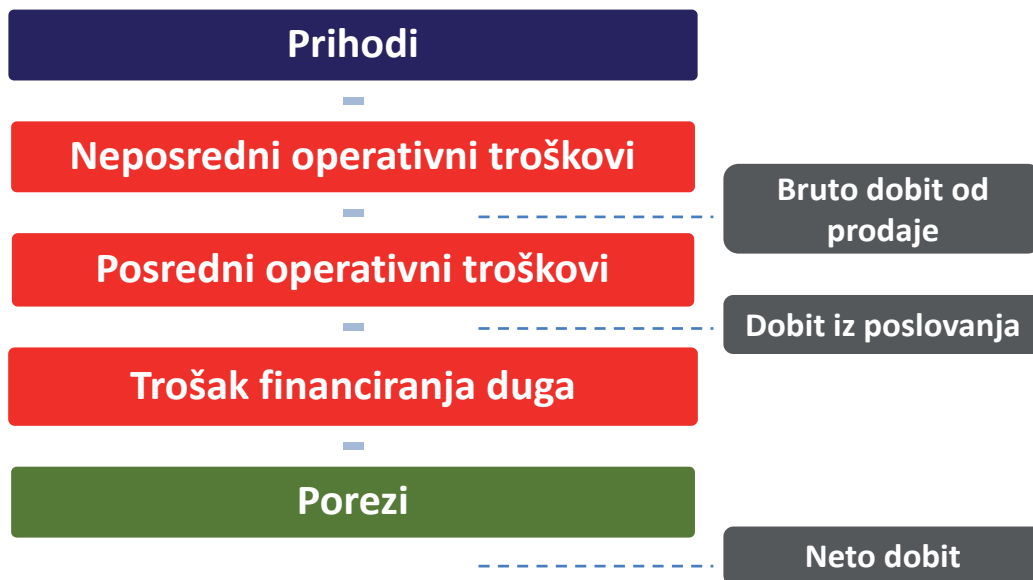 Prihodi
Neposredni operativni troškovi
Bruto dobit od
prodaje
Posredni operativni troškovi
Dobit iz poslovanja
Trošak financiranja duga
Porezi
Neto dobit